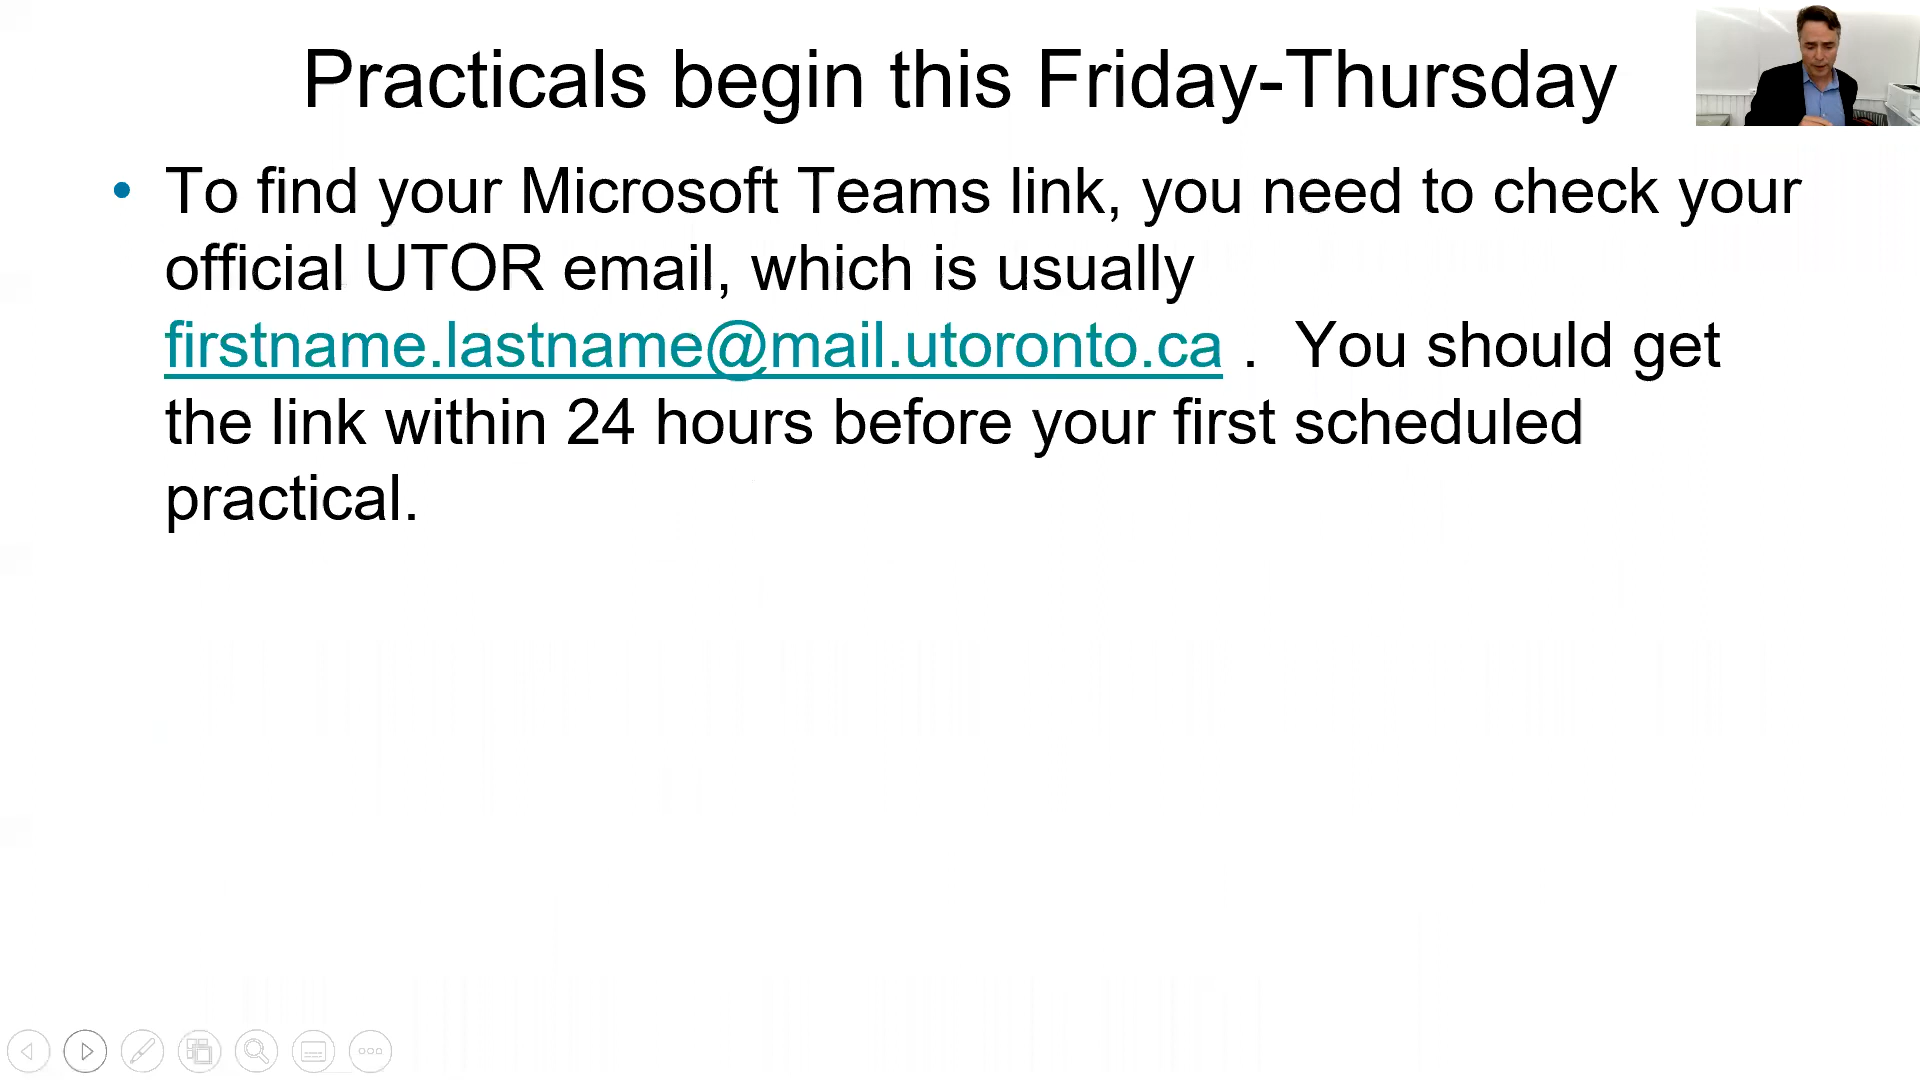 Practicals begin this Friday-Thursday
• To find your Microsoft Teams link, you need to check your
official UTOR email, which is usually
firstname.lastname@mail.utoronto.ca .  You should get
the link within 24 hours before your first scheduled
practical.